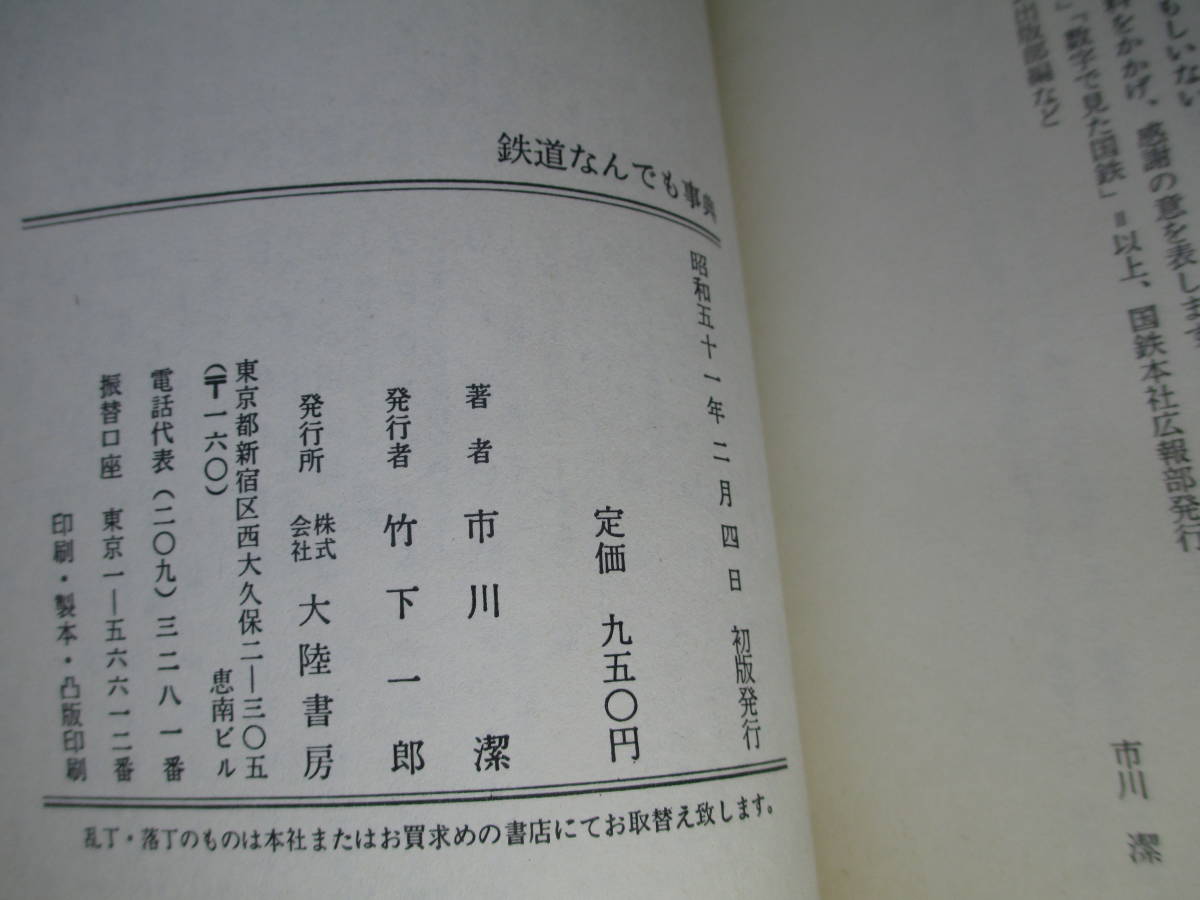 もしいない
料をかかげ、感謝の意を表します
」「数字で見た国鉄」＝以上、国鉄本社広報部発行
出版部編など
市川 潔
鉄道なんでも事典
昭和五十一年二月四日 初版発行
定価 九五〇円
著者 市川 潔
発行者 竹下一郎
発行所 株式会社 大陸書房
東京都新宿区西大久保二―三〇五
（〒一六〇） 恵南ビル
電話代表（二〇九）三二八一番
振替口座 東京一―五六六一二番
印刷・製本・凸版印刷
乱丁・落丁のものは本社またはお買求めの書店にてお取替え致します。